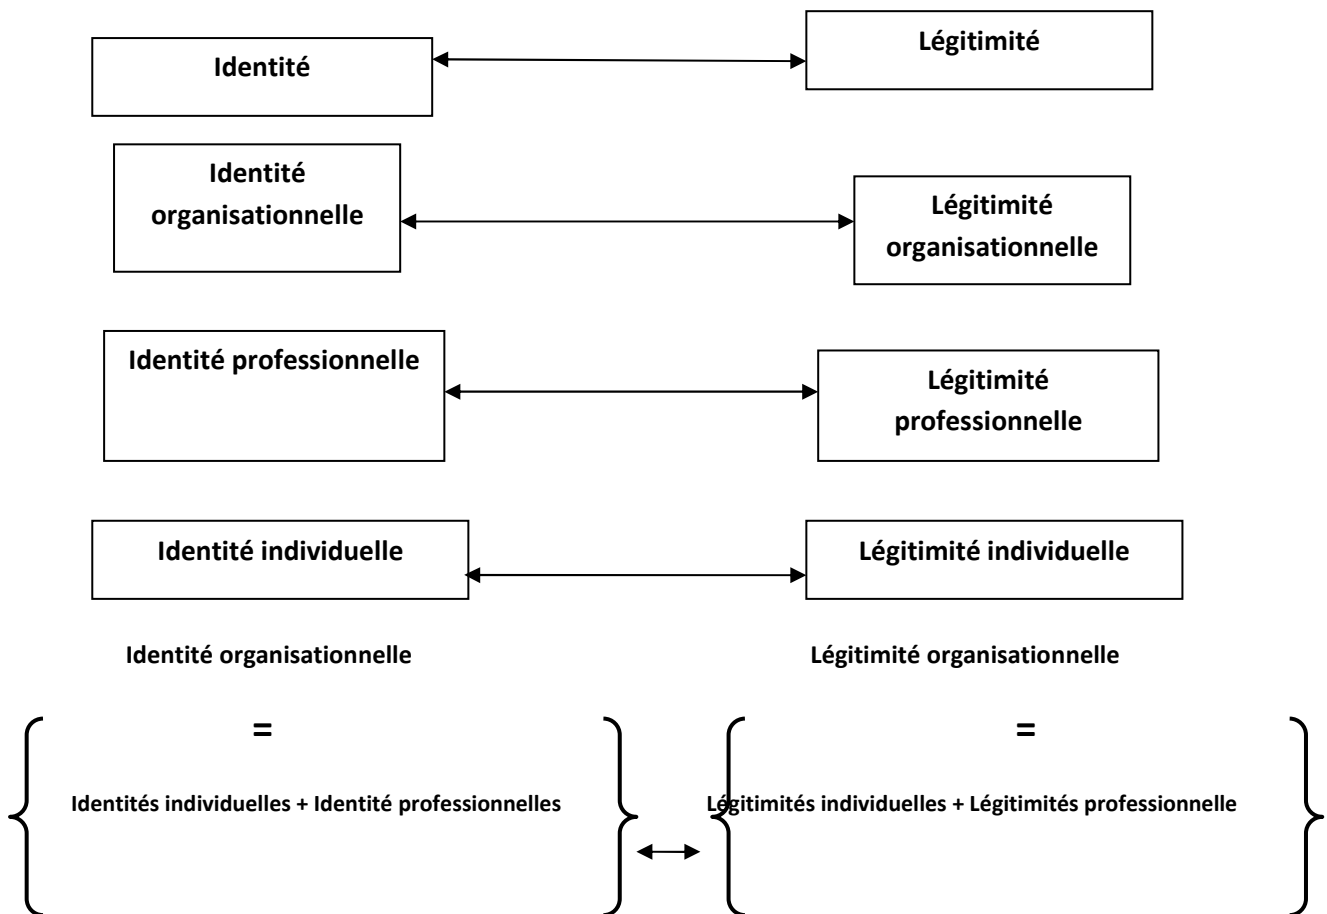 Identité
Légitimité
Identité
organisationnelle
Légitimité
organisationnelle
Identité professionnelle
Légitimité
professionnelle
Identité individuelle
Légitimité individuelle
Identité organisationnelle
Légitimité organisationnelle
=
=
Identités individuelles + Identité professionnelles
Légitimités individuelles + Légitimités professionnelle